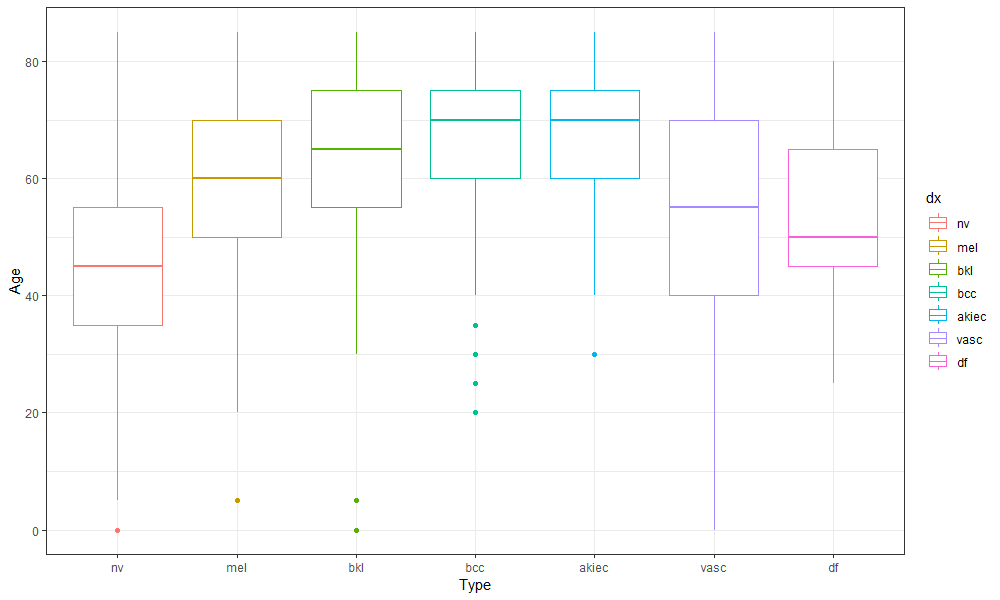 80
60
40
20
0
Age
nv mel bkl bcc akiec vasc df
Type
dx
nv
mel
bkl
bcc
akiec
vasc
df